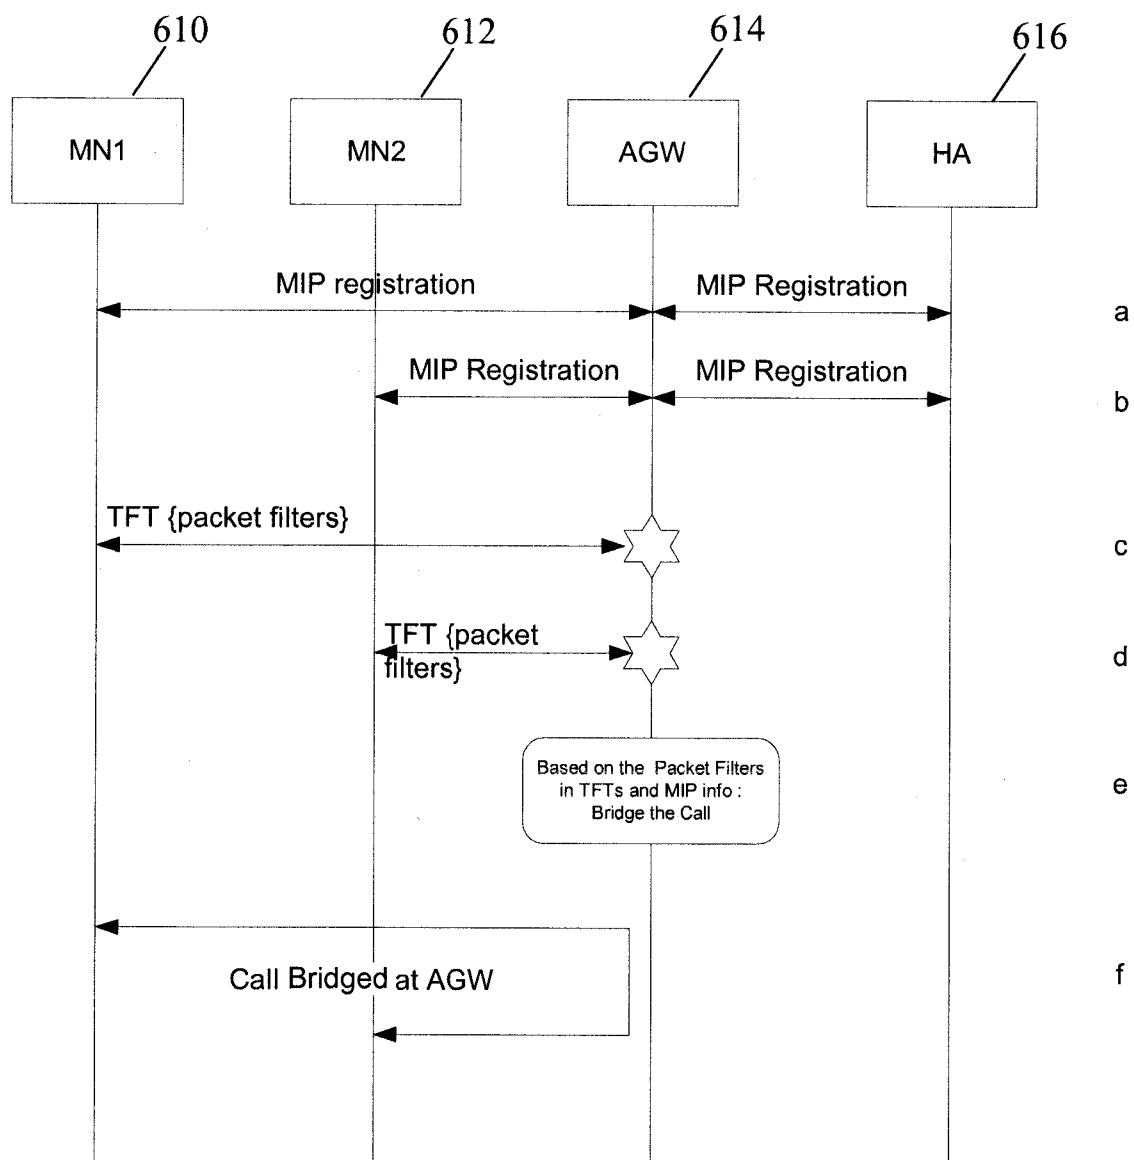 610
612
614
616
MN1
MN2
AGW
HA
MIP registration
MIP Registration
a
MIP Registration
MIP Registration
b
TFT {packet filters}
c
TFT {packet
filters}
d
Based on the Packet Filters
in TFTs and MIP info :
Bridge the Call
e
Call Bridged at AGW
f